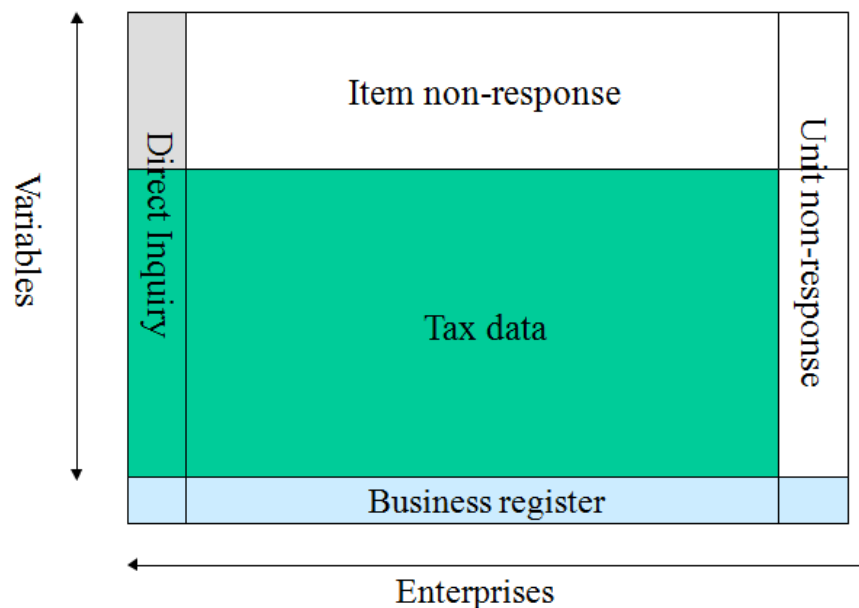 Item non-response
Direct Inquiry
Unit non-response
Variables
Tax data
Business register
Enterprises